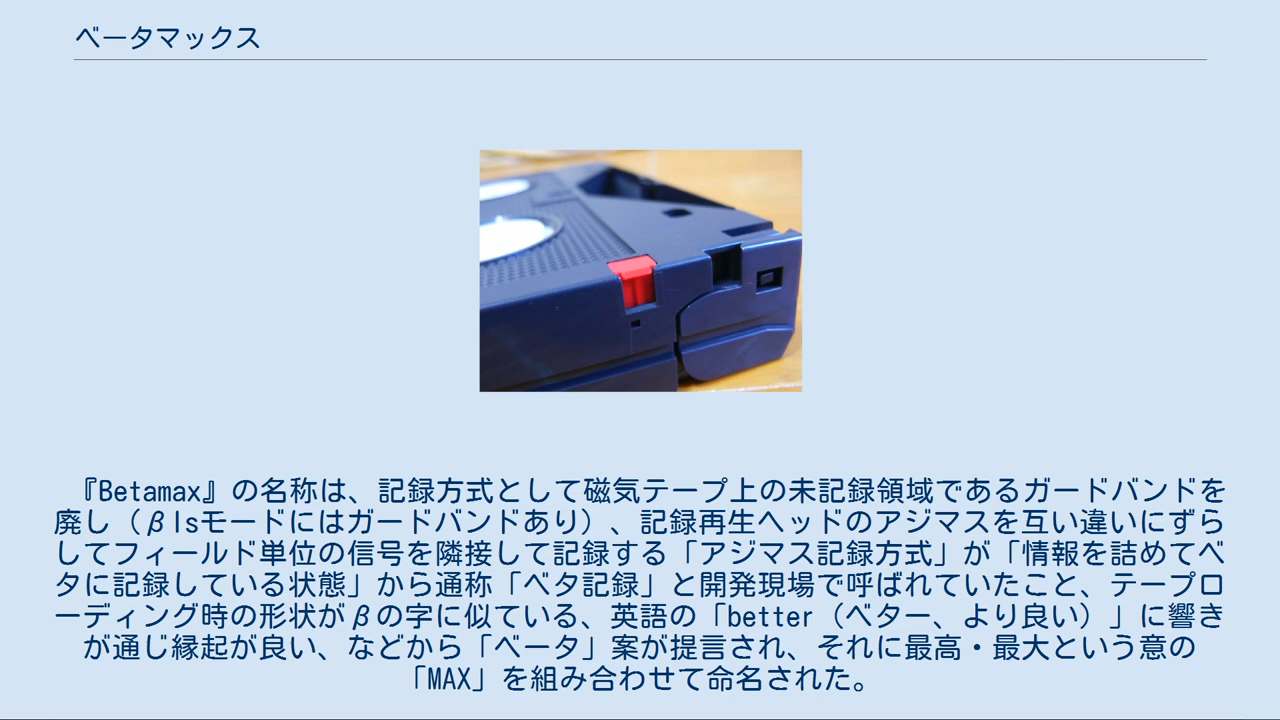 ベータマックス
『Betamax』の名称は、記録方式として磁気テープ上の未記録領域であるガードバンドを
廃し（βIsモードにはガードバンドあり）、記録再生ヘッドのアジマスを互い違いにずら
してフィールド単位の信号を隣接して記録する「アジマス記録方式」が「情報を詰めてベ
タに記録している状態」から通称「ベタ記録」と開発現場で呼ばれていたこと、テープロ
ーディング時の形状がβの字に似ている、英語の「better（ベター、より良い）」に響き
が通じ縁起が良い、などから「ベータ」案が提言され、それに最高・最大という意の
「MAX」を組み合わせて命名された。